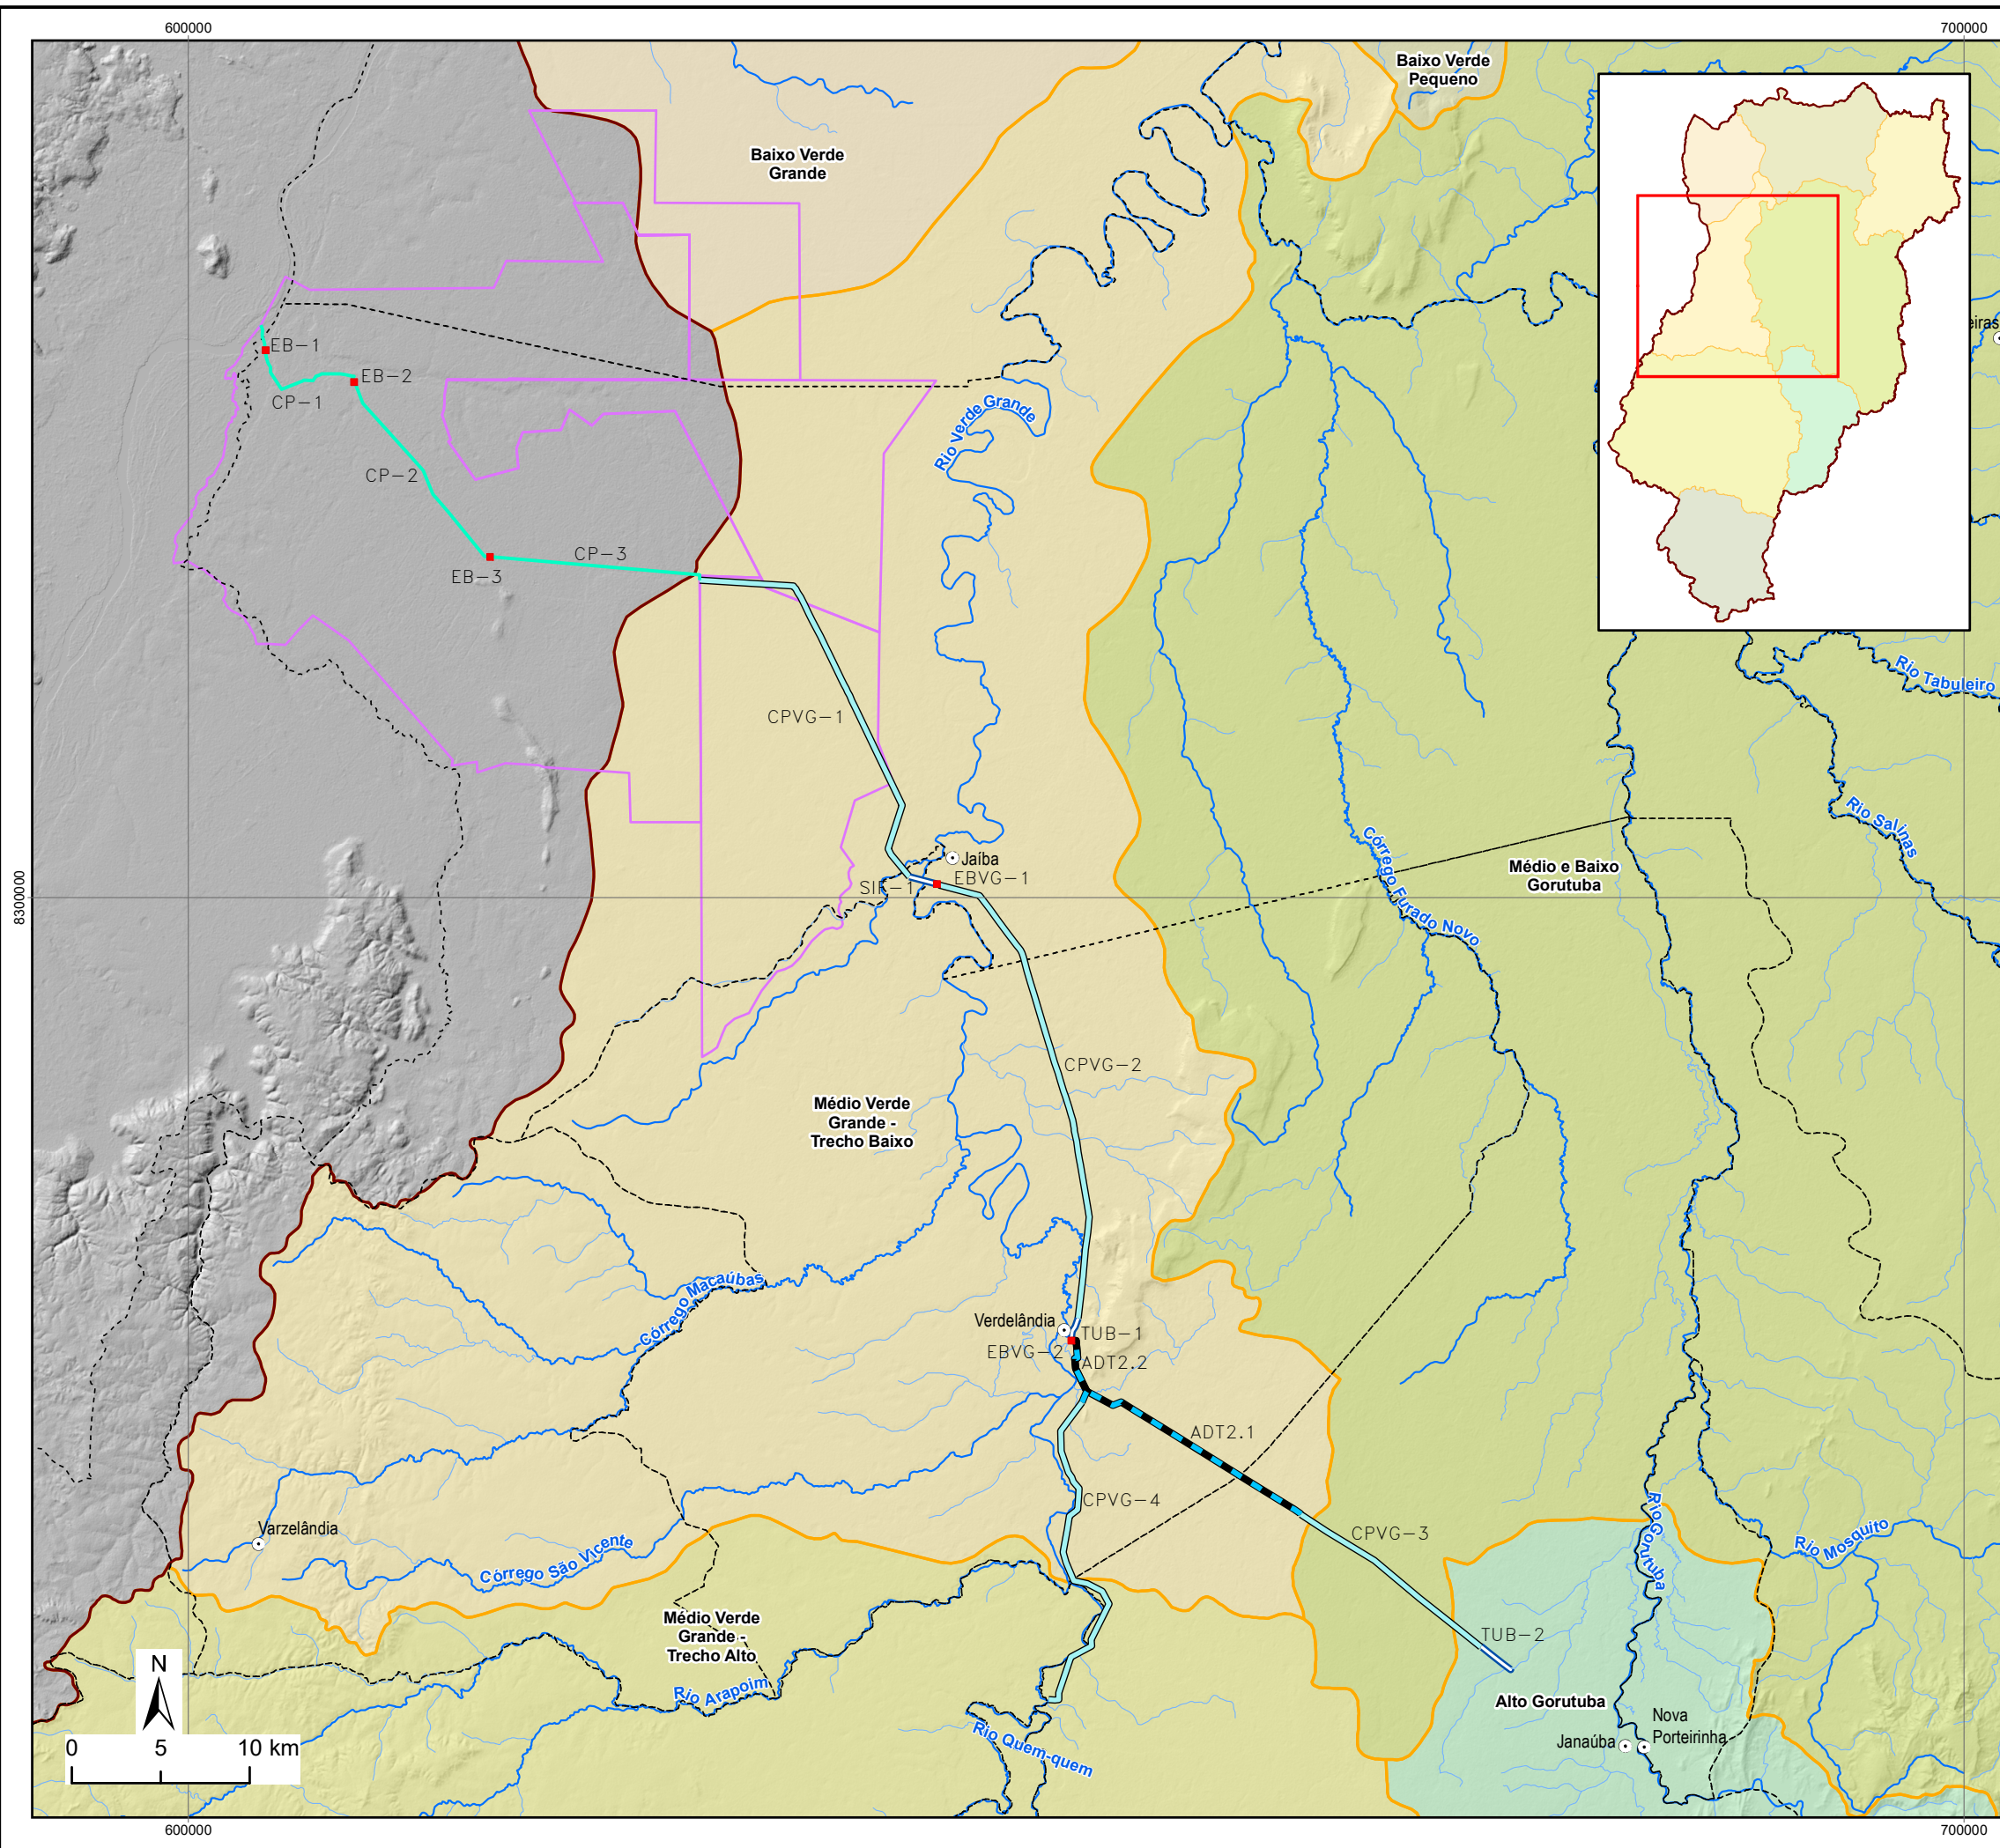 600000
700000
Baixo Verde
Pequeno
Baixo Verde
Grande
EB-1
EB-2
CP-1
Rio Verde Grande
CP-2
CP-3
EB-3
Rio Tabuleiro
CPVG-1
Rio Salinas
Córrego Furado Novo
Jaíba
Médio e Baixo
Gorutuba
EBVG-1
8300000
CPVG-2
Médio Verde
Grande -
Trecho Baixo
Córrego Macaúbas
Verdelândia
TUB-1
EBVG-2
ADT2.2
ADT2.1
CPVG-4
Varzelândia
CPVG-3
Rio Gorutuba
Rio Mosquito
Córrego São Vicente
Médio Verde
Grande -
Trecho Alto
TUB-2
N
Rio Arapoim
Alto Gorutuba
Nova
Porteirinha
Janaúba
Rio Quem-quem
0 5 10 km
600000
700000